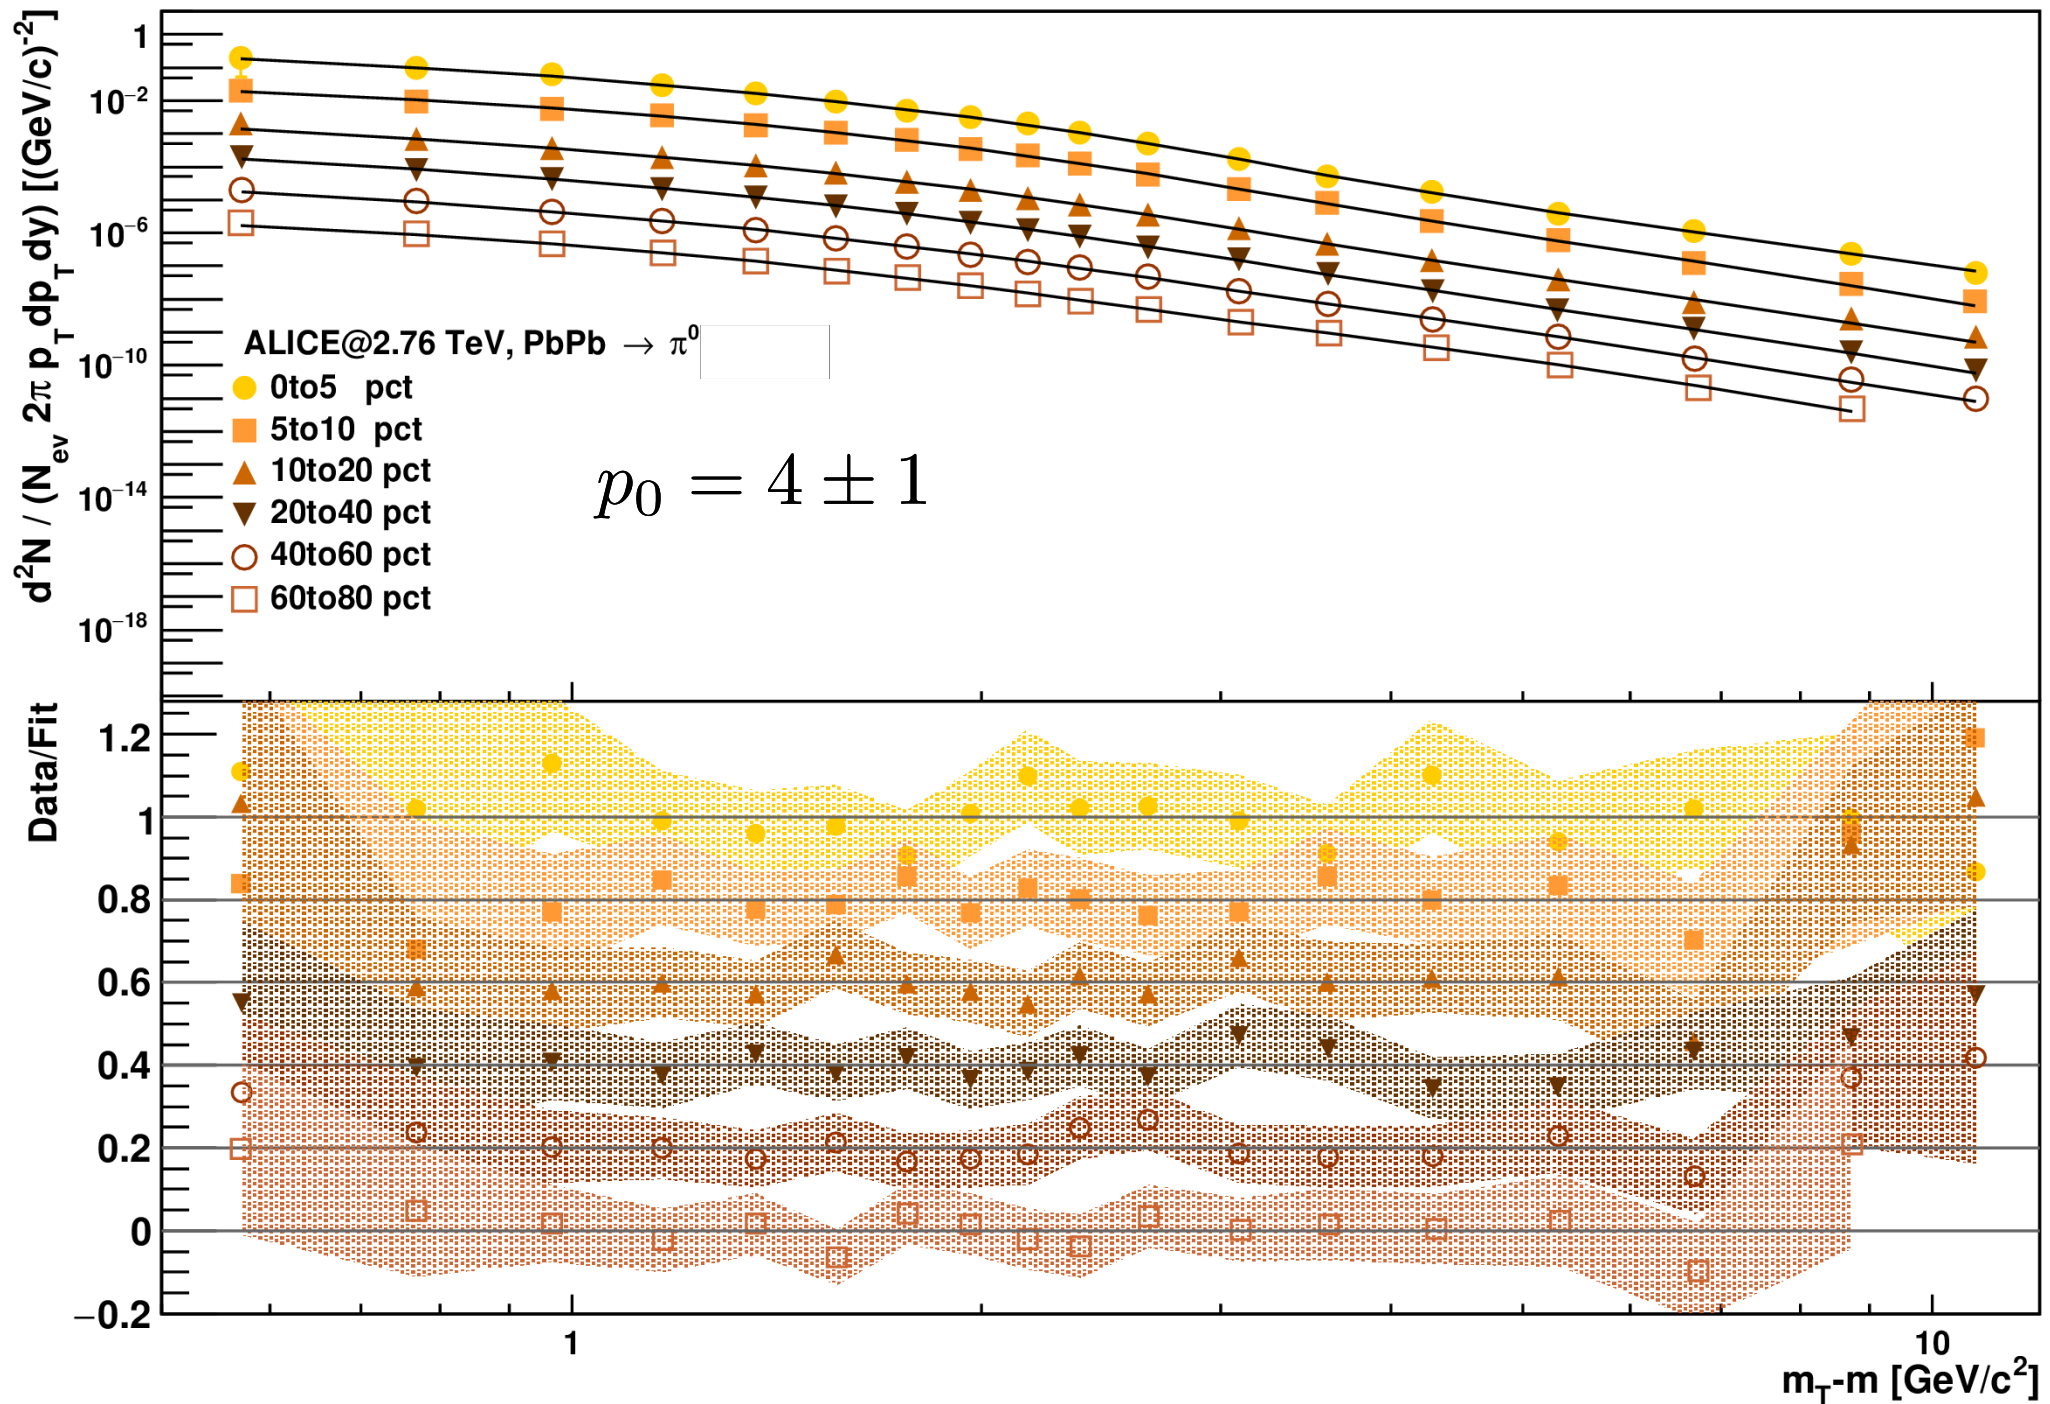 d²N / (Nₑᵥ 2π p_T dp_T dy) [(GeV/c)⁻²]
1
10⁻²
10⁻⁶
10⁻¹⁰
10⁻¹⁴
10⁻¹⁸
ALICE@2.76 TeV, PbPb → π⁰
0to5 pct
5to10 pct
10to20 pct
20to40 pct
40to60 pct
60to80 pct
p₀ = 4 ± 1
Data/Fit
1.2
1
0.8
0.6
0.4
0.2
0
−0.2
1 10
m_T-m [GeV/c²]